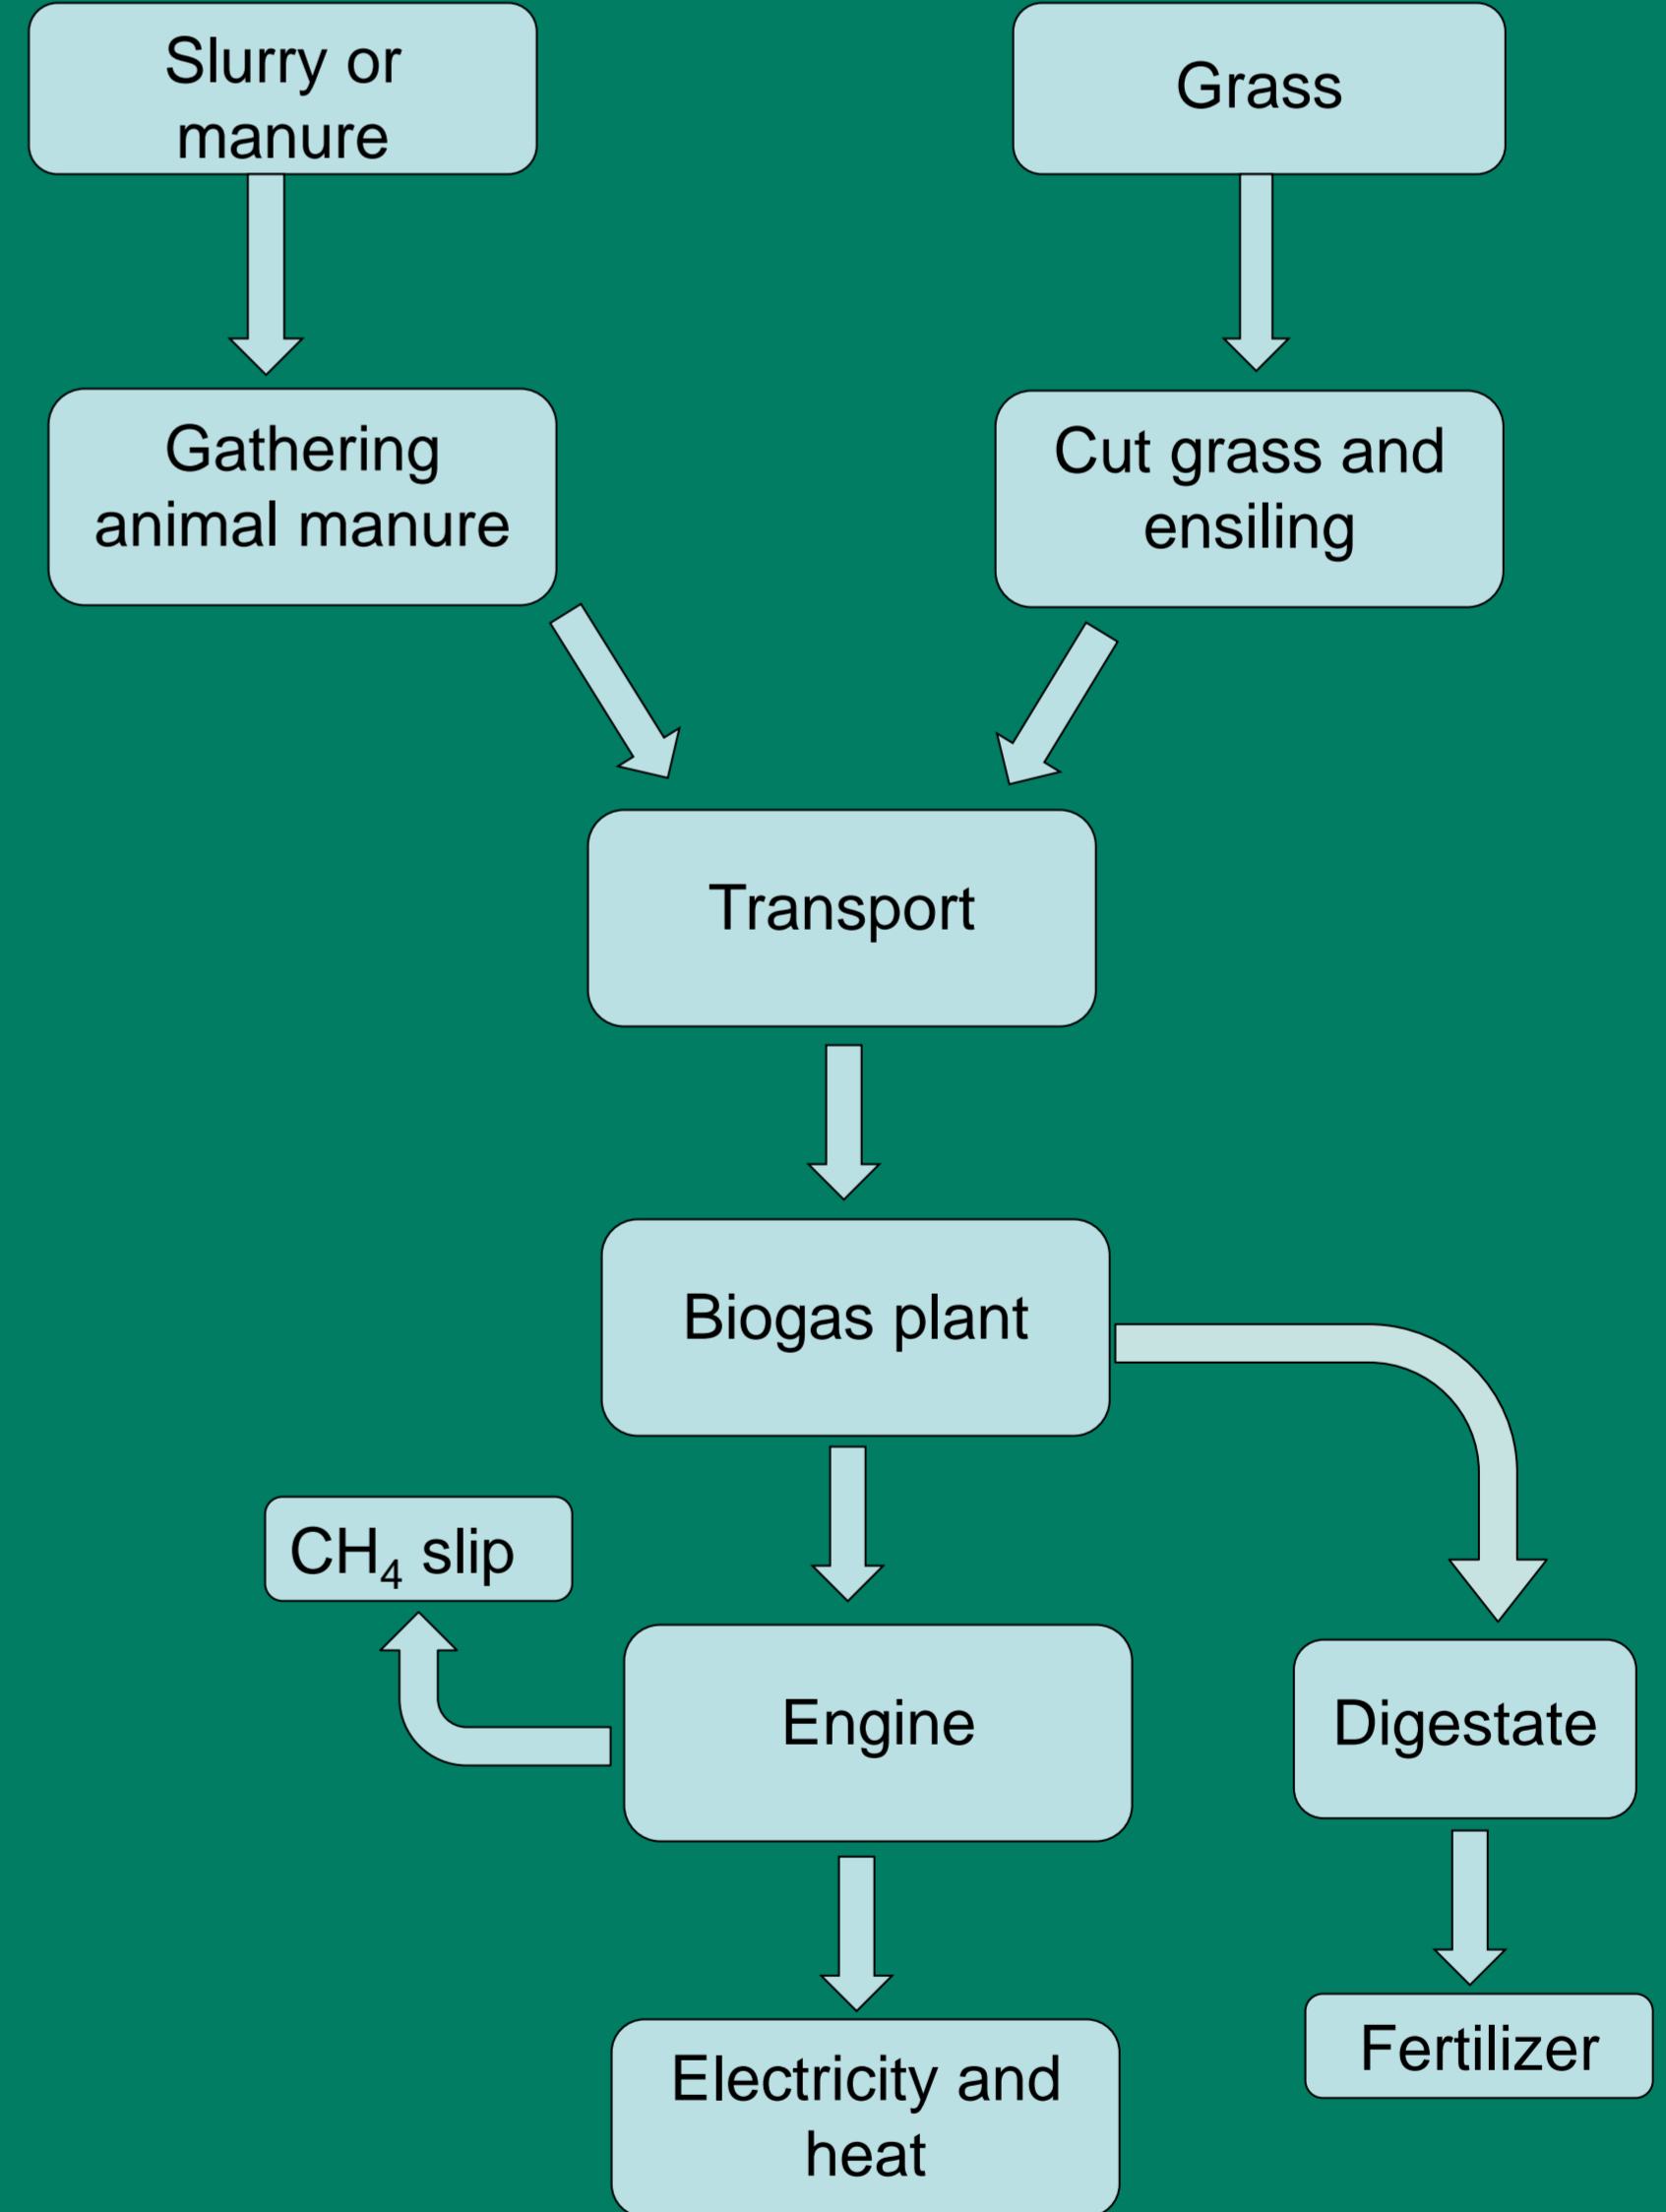 Slurry or
manure
Grass
Gathering
animal manure
Cut grass and
ensiling
Transport
Biogas plant
CH₄ slip
Engine
Digestate
Electricity and
heat
Fertilizer